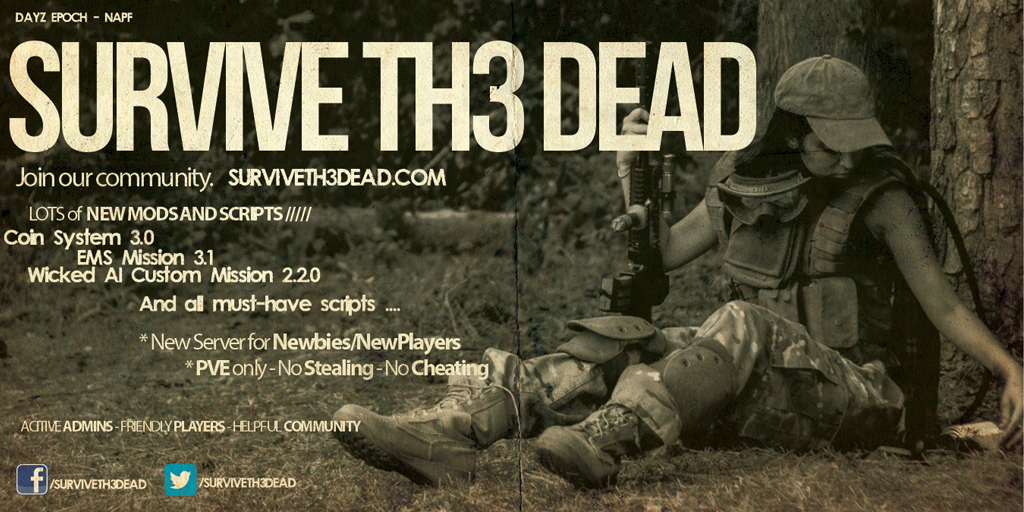 DAYZ EPOCH - NAPF
SURVIVE TH3 DEAD
Join our community. SURVIVETH3DEAD.COM
LOTS of NEW MODS AND SCRIPTS /////
Coin System 3.0
EMS Mission 3.1
Wicked AI Custom Mission 2.2.0
And all must-have scripts ....
* New Server for Newbies/NewPlayers
* PVE only - No Stealing - No Cheating
ACITIVE ADMINS - FRIENDLY PLAYERS - HELPFUL COMMUNITY
f /SURVIVETH3DEAD /SURVIVETH3DEAD